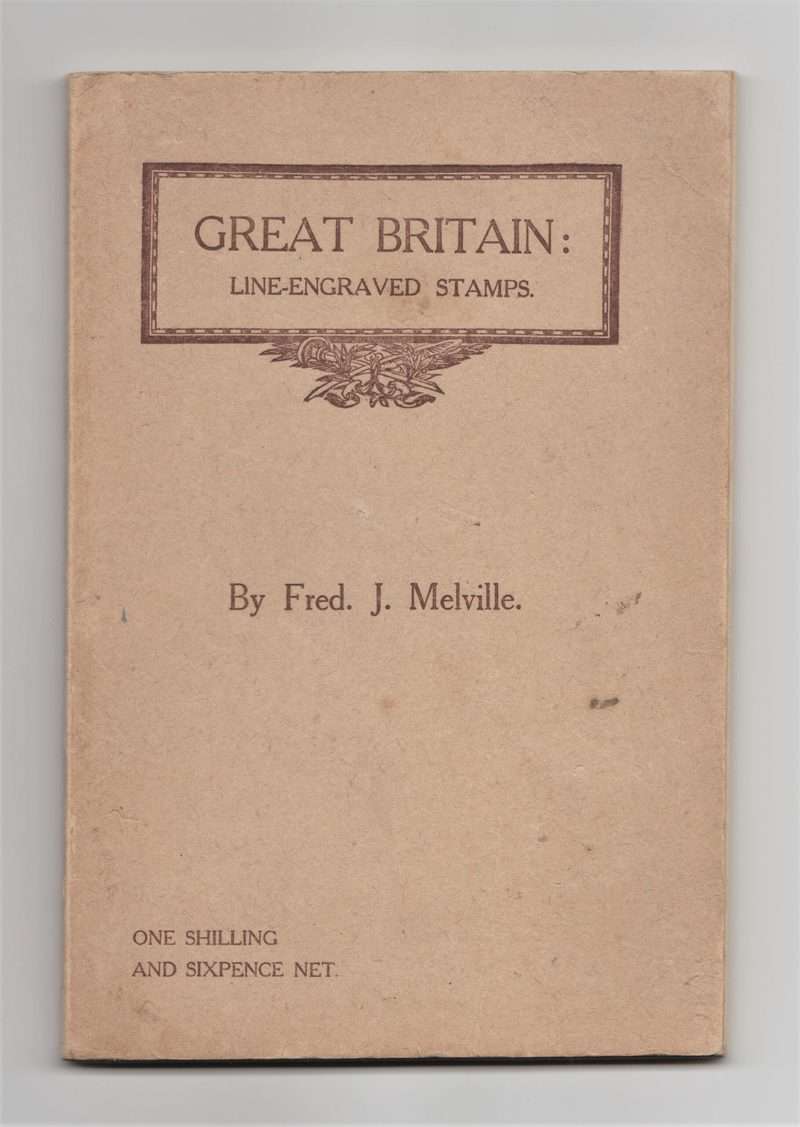 GREAT BRITAIN:
LINE-ENGRAVED STAMPS.
By Fred. J. Melville.
ONE SHILLING
AND SIXPENCE NET.